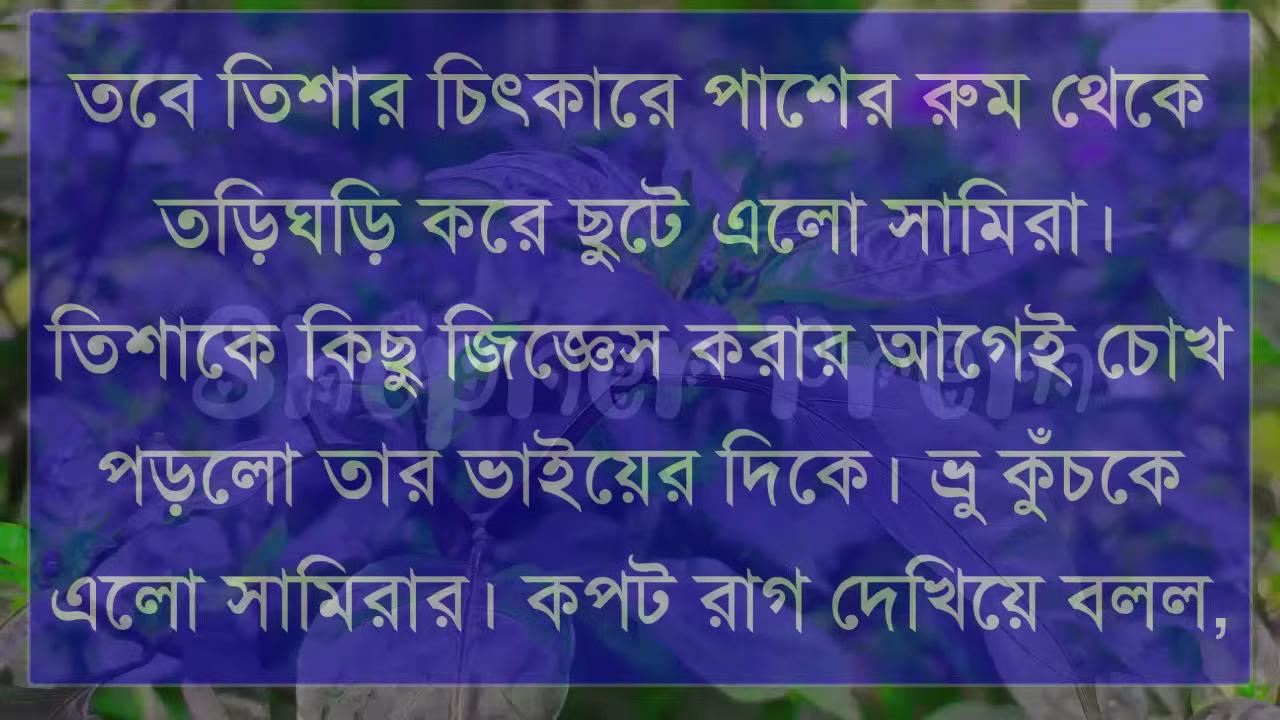 তবে তিশার চিৎকারে পাশের রুম থেকে
তড়িঘড়ি করে ছুটে এলো সামিরা।
তিশাকে কিছু জিজ্ঞেস করার আগেই চোখ
পড়লো তার ভাইয়ের দিকে। ভ্রু কুঁচকে
এলো সামিরার। কপট রাগ দেখিয়ে বলল,